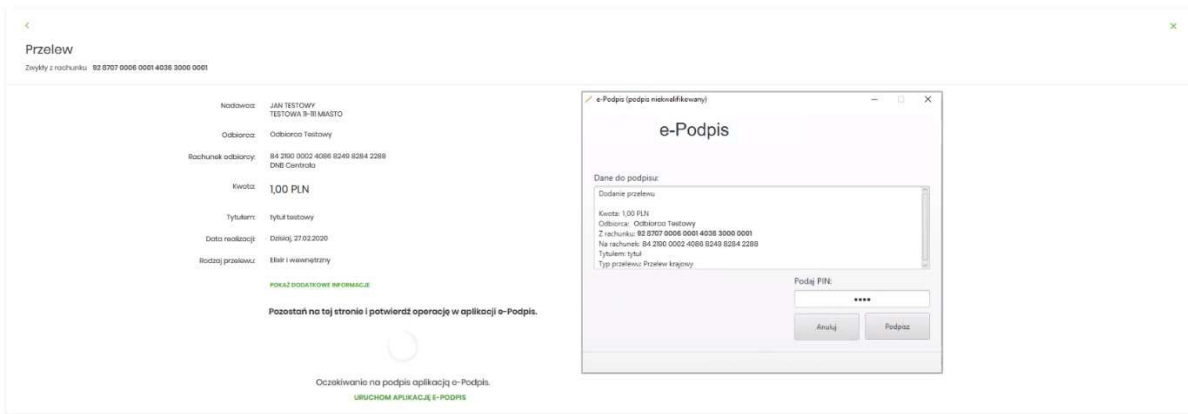 Przelew
Zwykły z rachunku 92 8707 0006 0001 4036 3000 0001
Nadawca: JAN TESTOWY
TESTOWA 11-111 MIASTO
Odbiorca: Odbiorca Testowy
Rachunek odbiorcy: 84 2190 0002 4086 8249 8284 2288
DNB Centrala
Kwota: 1,00 PLN
Tytułem: tytuł testowy
Data realizacji: Dzisiaj, 27.02.2020
Rodzaj przelewu: Elixir i wewnętrzny
POKAŻ DODATKOWE INFORMACJE
Pozostań na tej stronie i potwierdź operację w aplikacji e-Podpis.
Oczekiwanie na podpis aplikacją e-Podpis.
URUCHOM APLIKACJĘ E-PODPIS
e-Podpis (podpis niekwalifikowany)
e-Podpis
Dane do podpisu:
Dodanie przelewu
Kwota: 1,00 PLN
Odbiorca: Odbiorca Testowy
Z rachunku: 92 8707 0006 0001 4036 3000 0001
Na rachunek: 84 2190 0002 4086 8249 8284 2288
Tytułem: tytuł
Typ przelewu: Przelew krajowy
Podaj PIN:
••••
Anuluj Podpisz